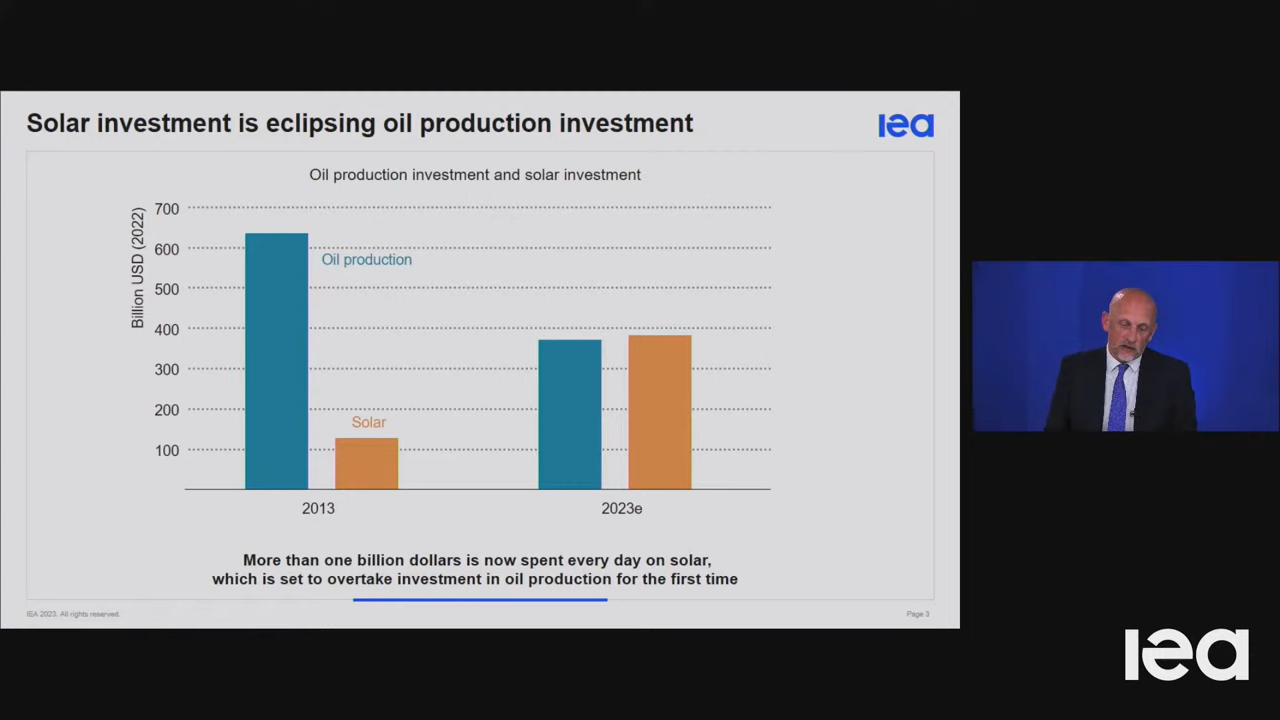 Solar investment is eclipsing oil production investment
iea
Oil production investment and solar investment
Billion USD (2022)
700
600
500
400
300
200
100
Oil production
Solar
2013
2023e
More than one billion dollars is now spent every day on solar,
which is set to overtake investment in oil production for the first time
IEA 2023. All rights reserved.
Page 3
iea